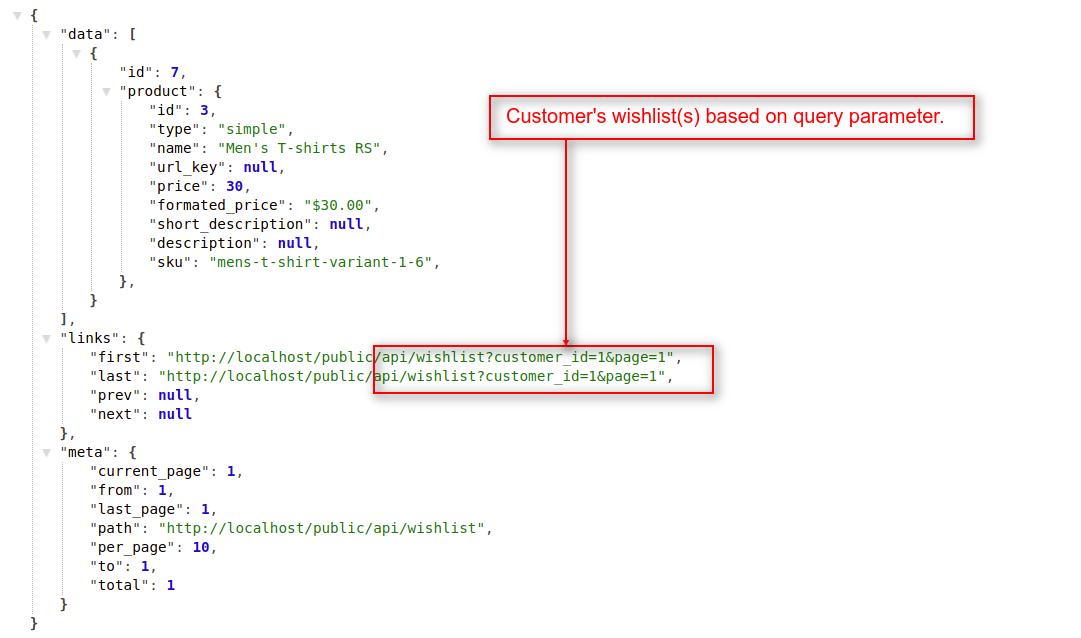 {
"data": [
{
"id": 7,
"product": {
"id": 3,
"type": "simple",
"name": "Men's T-shirts RS",
"url_key": null,
"price": 30,
"formated_price": "$30.00",
"short_description": null,
"description": null,
"sku": "mens-t-shirt-variant-1-6",
},
}
],
"links": {
"first": "http://localhost/public/api/wishlist?customer_id=1&page=1",
"last": "http://localhost/public/api/wishlist?customer_id=1&page=1",
"prev": null,
"next": null
},
"meta": {
"current_page": 1,
"from": 1,
"last_page": 1,
"path": "http://localhost/public/api/wishlist",
"per_page": 10,
"to": 1,
"total": 1
}
}
Customer's wishlist(s) based on query parameter.